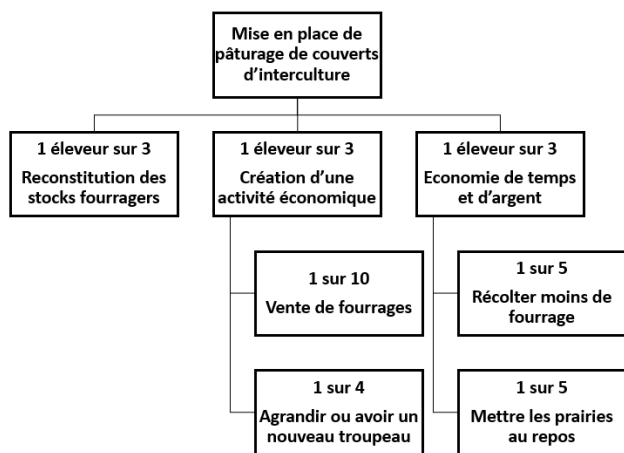 Mise en place de
pâturage de couverts
d'interculture
1 éleveur sur 3
Reconstitution des
stocks fourragers
1 éleveur sur 3
Création d'une
activité économique
1 éleveur sur 3
Economie de temps
et d'argent
1 sur 10
Vente de fourrages
1 sur 5
Récolter moins de
fourrage
1 sur 4
Agrandir ou avoir un
nouveau troupeau
1 sur 5
Mettre les prairies
au repos